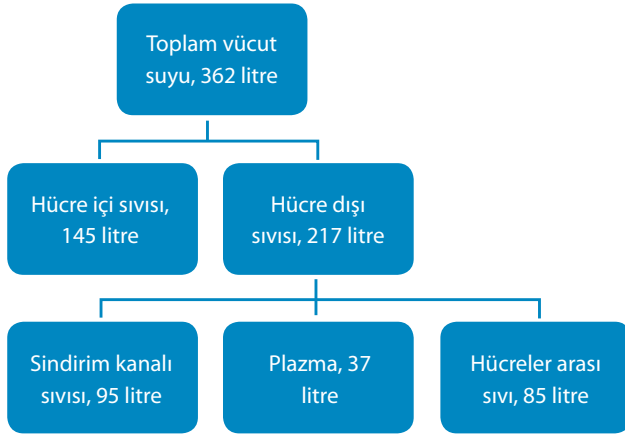 Toplam vücut
suyu, 362 litre
Hücre içi sıvısı,
145 litre
Hücre dışı
sıvısı, 217 litre
Sindirim kanalı
sıvısı, 95 litre
Plazma, 37
litre
Hücreler arası
sıvı, 85 litre